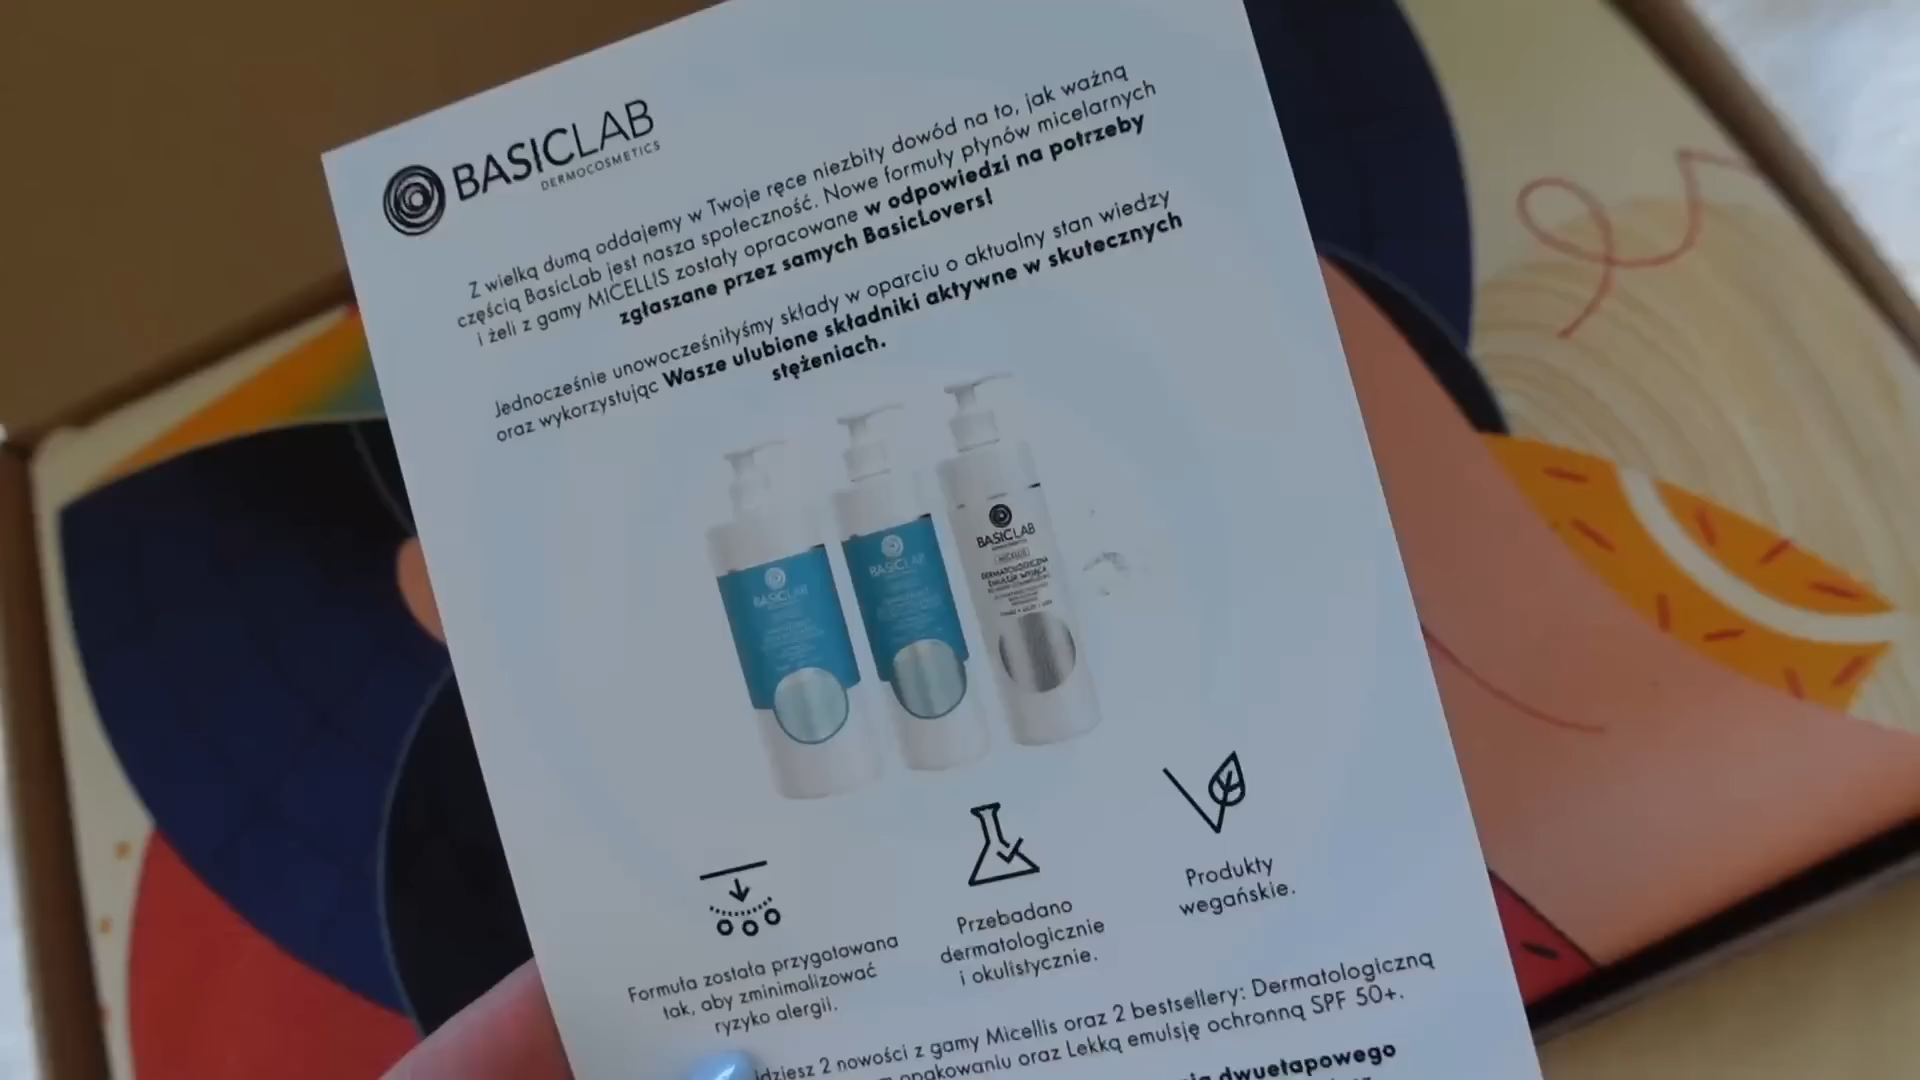 BASICLAB
DERMOCOSMETICS
Z wielką dumą oddajemy w Twoje ręce niezbity dowód na to, jak ważną
częścią BasicLab jest nasza społeczność. Nowe formuły płynów micelarnych
i żeli z gamy MICELLIS zostały opracowane w odpowiedzi na potrzeby
zgłaszane przez samych BasicLovers!
Jednocześnie unowocześniłyśmy składy w oparciu o aktualny stan wiedzy
oraz wykorzystując Wasze ulubione składniki aktywne w skutecznych
stężeniach.
BASICLAB
BASICLAB
BASICLAB
MICELLIS
DERMATOLOGICZNA
EMULSJA MYJĄCA
Formuła została przygotowana
tak, aby zminimalizować
ryzyko alergii.
Przebadano
dermatologicznie
i okulistycznie.
Produkty
wegańskie.
2 nowości z gamy Micellis oraz 2 bestsellery: Dermatologiczną
oraz Lekką emulsję ochronną SPF 50+.
dwuetapowego